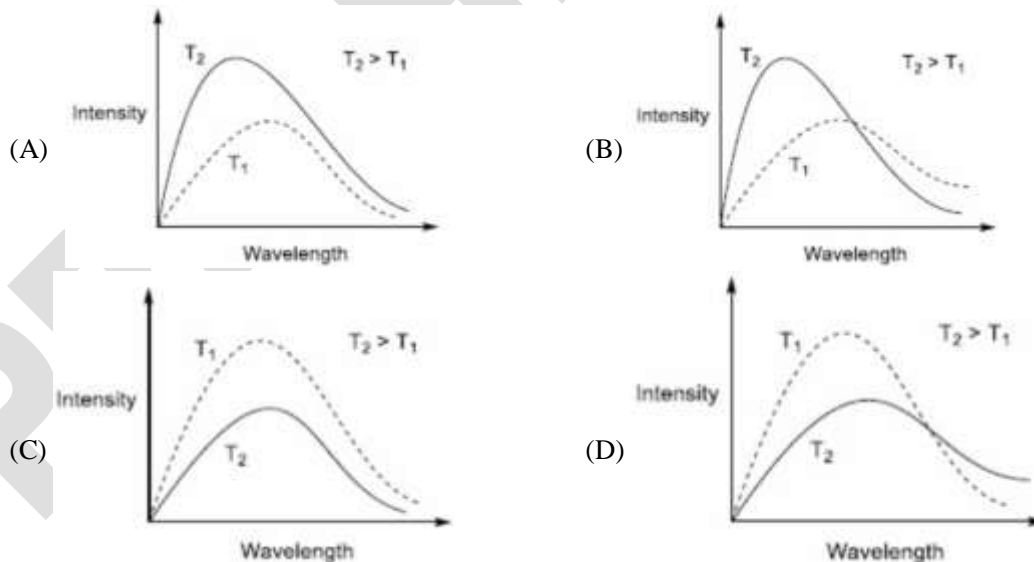 (A)
Intensity
T2
T1
T2 > T1
Wavelength
(B)
Intensity
T2
T1
T2 > T1
Wavelength
(C)
Intensity
T1
T2
T2 > T1
Wavelength
(D)
Intensity
T1
T2
T2 > T1
Wavelength